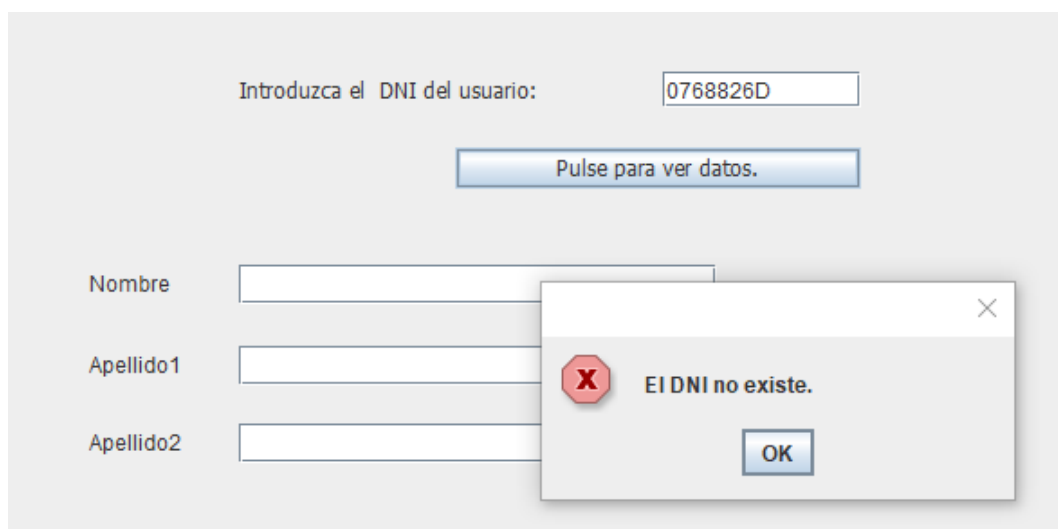 Introduzca el DNI del usuario: 0768826D
Pulse para ver datos.
Nombre
Apellido1
Apellido2
X
El DNI no existe.
OK